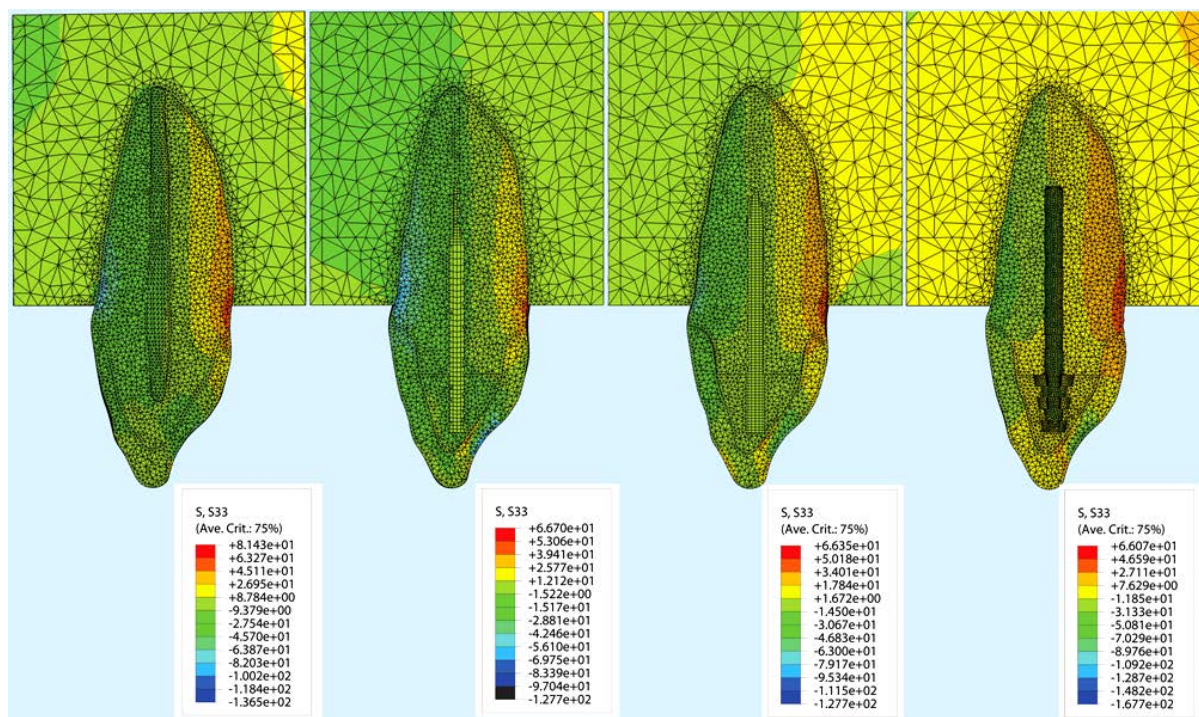 S, S33
(Ave. Crit.: 75%)
+8.143e+01
+6.327e+01
+4.511e+01
+2.695e+01
+8.784e+00
-9.379e+00
-2.754e+01
-4.570e+01
-6.387e+01
-8.203e+01
-1.002e+02
-1.184e+02
-1.365e+02
S, S33
+6.670e+01
+5.306e+01
+3.941e+01
+2.577e+01
+1.212e+01
-1.522e+00
-1.517e+01
-2.881e+01
-4.246e+01
-5.610e+01
-6.975e+01
-8.339e+01
-9.704e+01
-1.277e+02
S, S33
(Ave. Crit.: 75%)
+6.635e+01
+5.018e+01
+3.401e+01
+1.784e+01
+1.672e+00
-1.450e+01
-3.067e+01
-4.683e+01
-6.300e+01
-7.917e+01
-9.534e+01
-1.115e+02
-1.277e+02
S, S33
(Ave. Crit.: 75%)
+6.607e+01
+4.659e+01
+2.711e+01
+7.629e+00
-1.185e+01
-3.133e+01
-5.081e+01
-7.029e+01
-8.976e+01
-1.092e+02
-1.287e+02
-1.482e+02
-1.677e+02